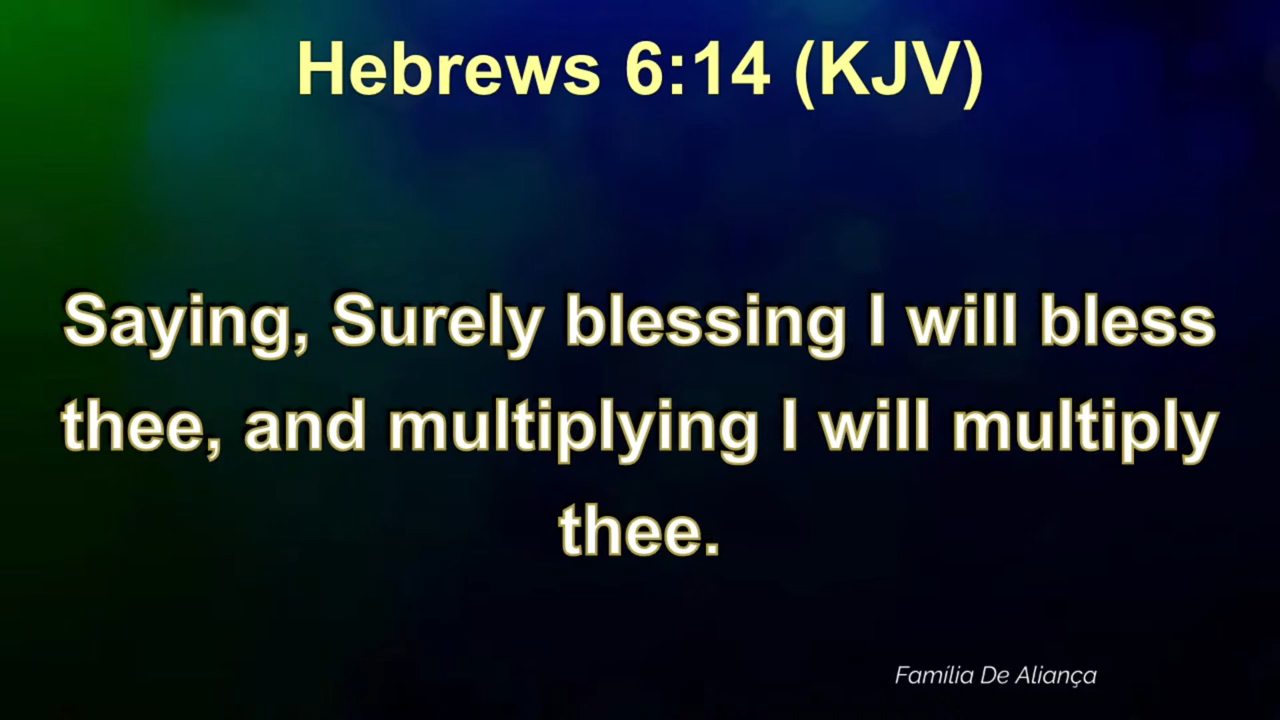 Hebrews 6:14 (KJV)
Saying, Surely blessing I will bless
thee, and multiplying I will multiply
thee.
Família De Aliança